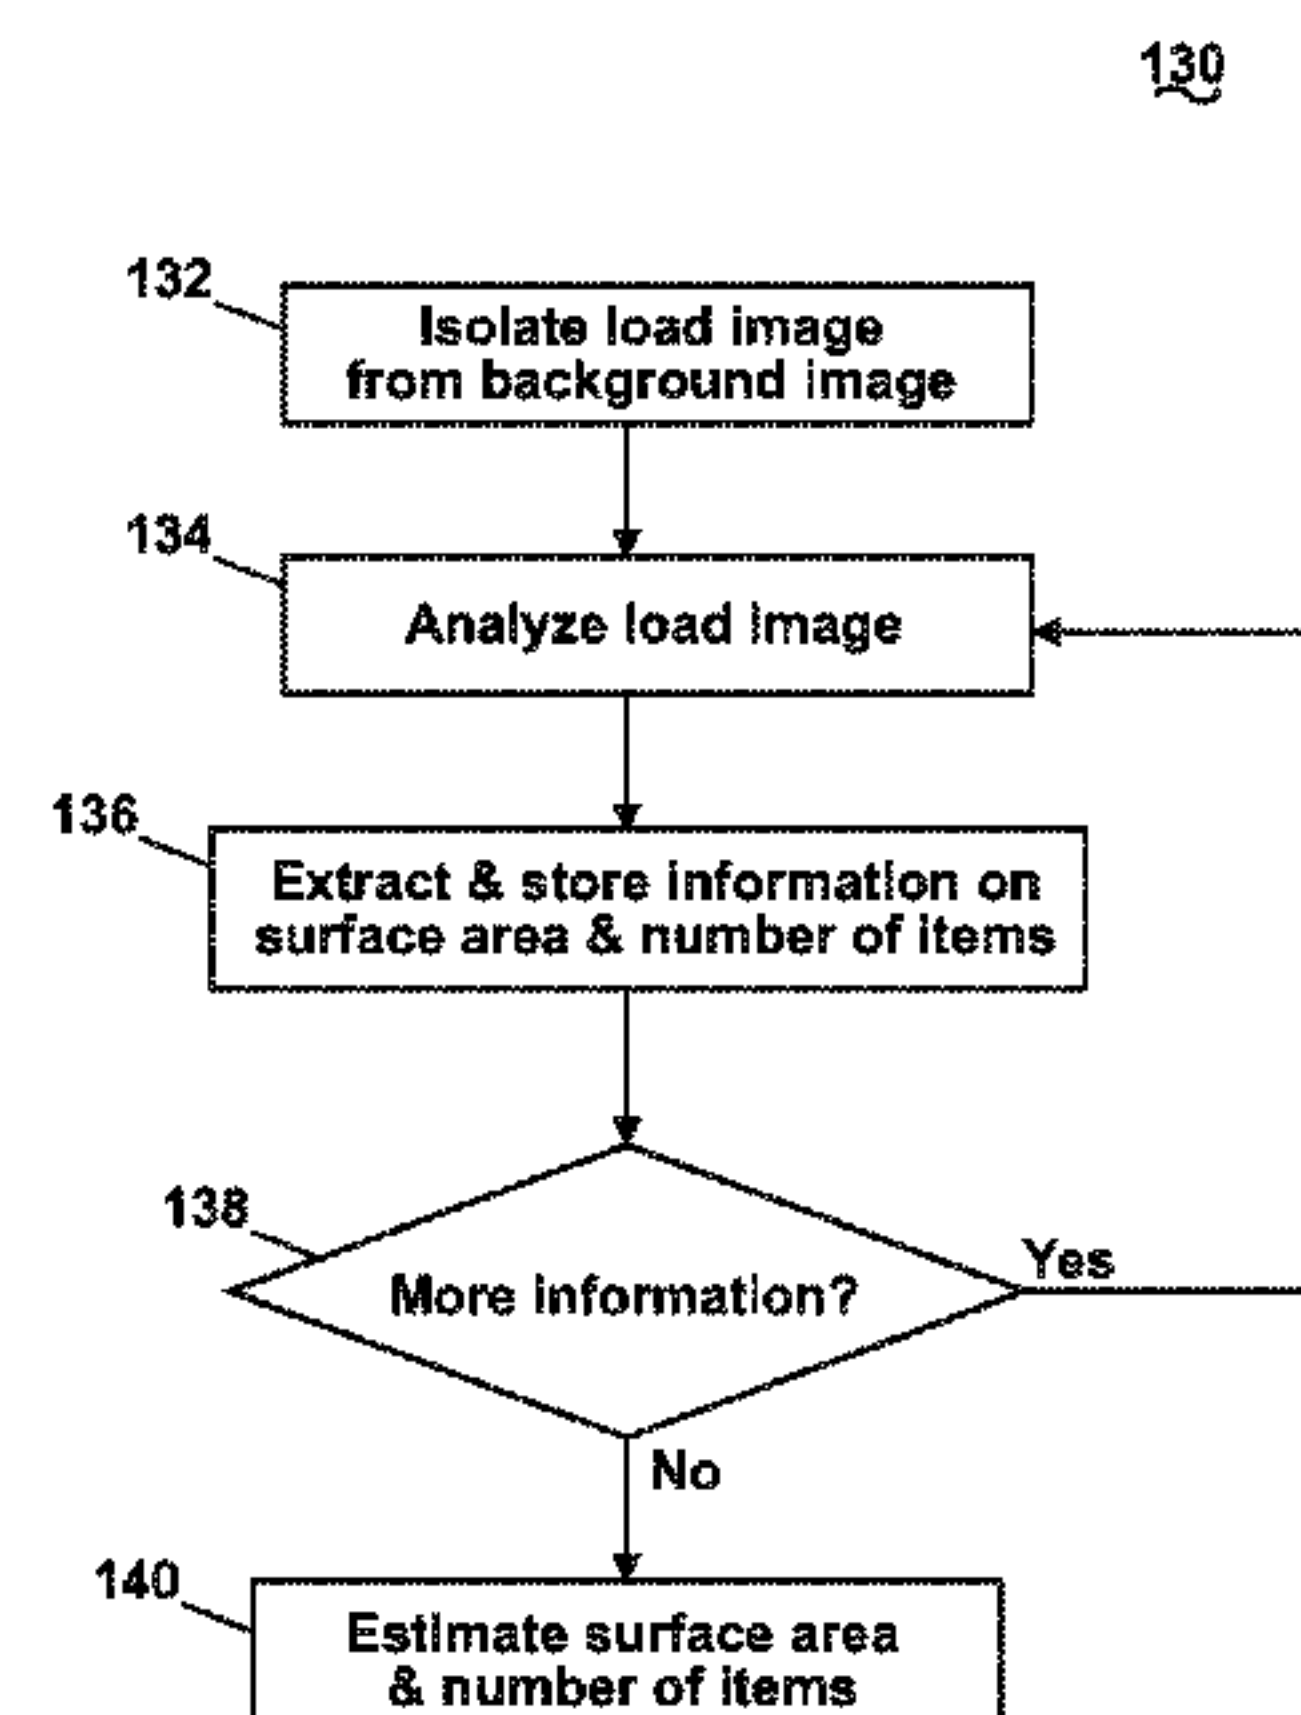 130
132
Isolate load image
from background image
134
Analyze load image
136
Extract & store information on
surface area & number of items
138
More information?
Yes
No
140
Estimate surface area
& number of items